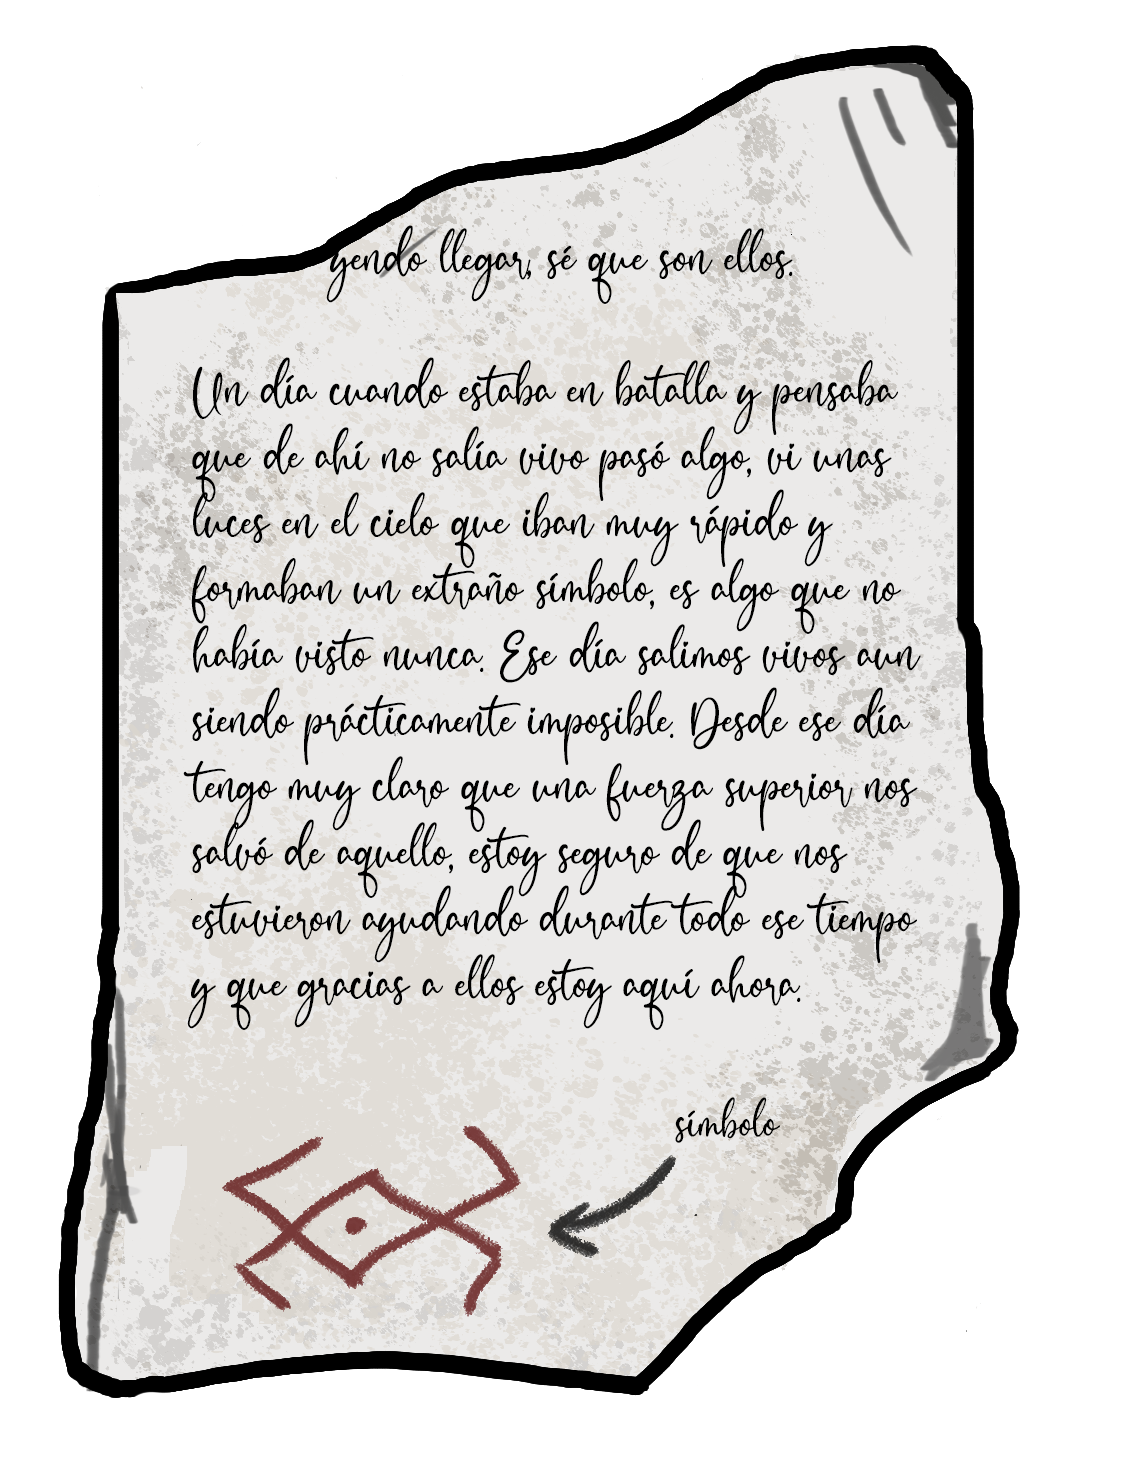 yendo llegar, sé que son ellos.
Un día cuando estaba en batalla y pensaba
que de ahí no salía vivo pasó algo, vi unas
luces en el cielo que iban muy rápido y
formaban un extraño símbolo, es algo que no
había visto nunca. Ese día salimos vivos aun
siendo prácticamente imposible. Desde ese día
tengo muy claro que una fuerza superior nos
salvó de aquello, estoy seguro de que nos
estuvieron ayudando durante todo ese tiempo
y que gracias a ellos estoy aquí ahora.
símbolo